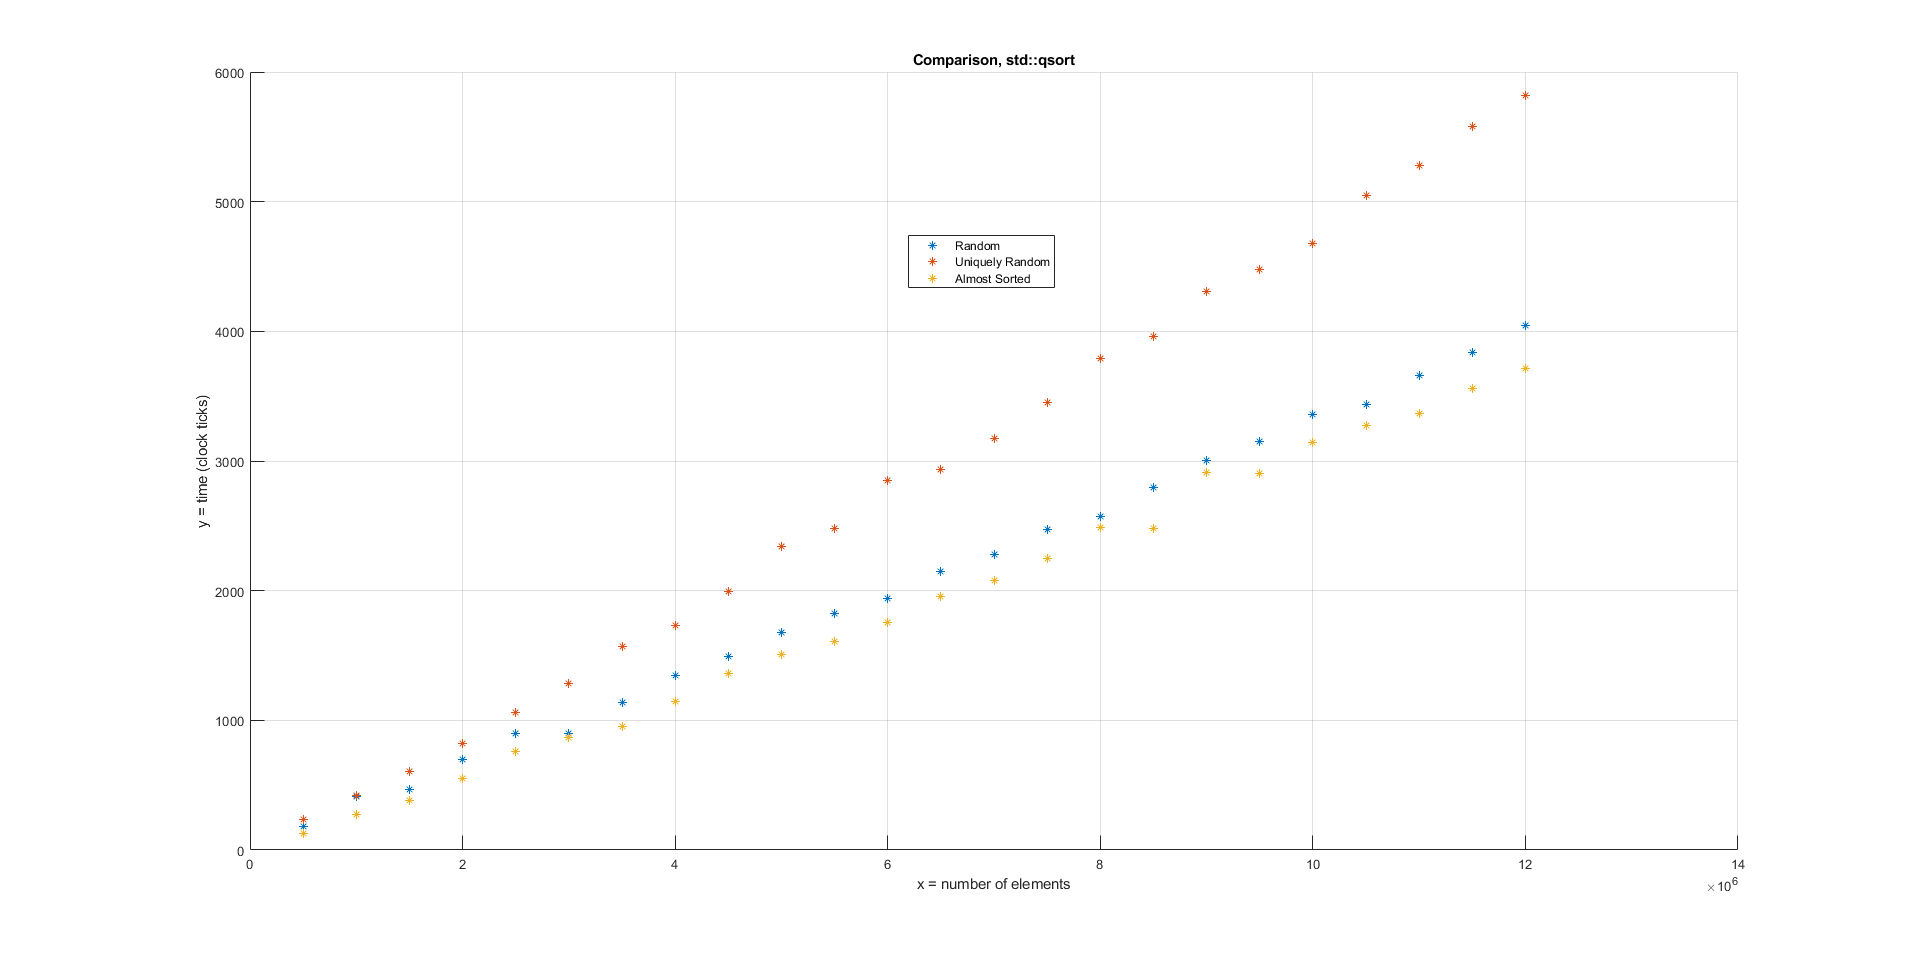 Comparison, std::qsort
6000
5000
4000
3000
2000
1000
0
y = time (clock ticks)
Random
Uniquely Random
Almost Sorted
0 2 4 6 8 10 12 14
x = number of elements
×10⁶